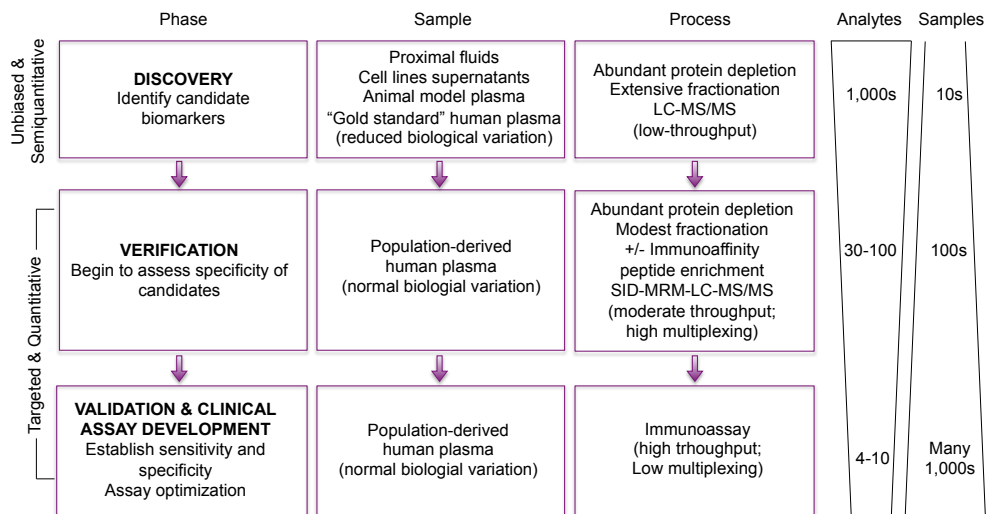 Phase
Sample
Process
Analytes
Samples
Unbiased &
Semiquantitative
DISCOVERY
Identify candidate
biomarkers
Proximal fluids
Cell lines supernatants
Animal model plasma
“Gold standard” human plasma
(reduced biological variation)
Abundant protein depletion
Extensive fractionation
LC-MS/MS
(low-throughput)
1,000s
10s
Targeted & Quantitative
VERIFICATION
Begin to assess specificity of
candidates
Population-derived
human plasma
(normal biologial variation)
Abundant protein depletion
Modest fractionation
+/- Immunoaffinity
peptide enrichment
SID-MRM-LC-MS/MS
(moderate throughput;
high multiplexing)
30-100
100s
VALIDATION & CLINICAL
ASSAY DEVELOPMENT
Establish sensitivity and
specificity
Assay optimization
Population-derived
human plasma
(normal biologial variation)
Immunoassay
(high trhoughput;
Low multiplexing)
4-10
Many
1,000s